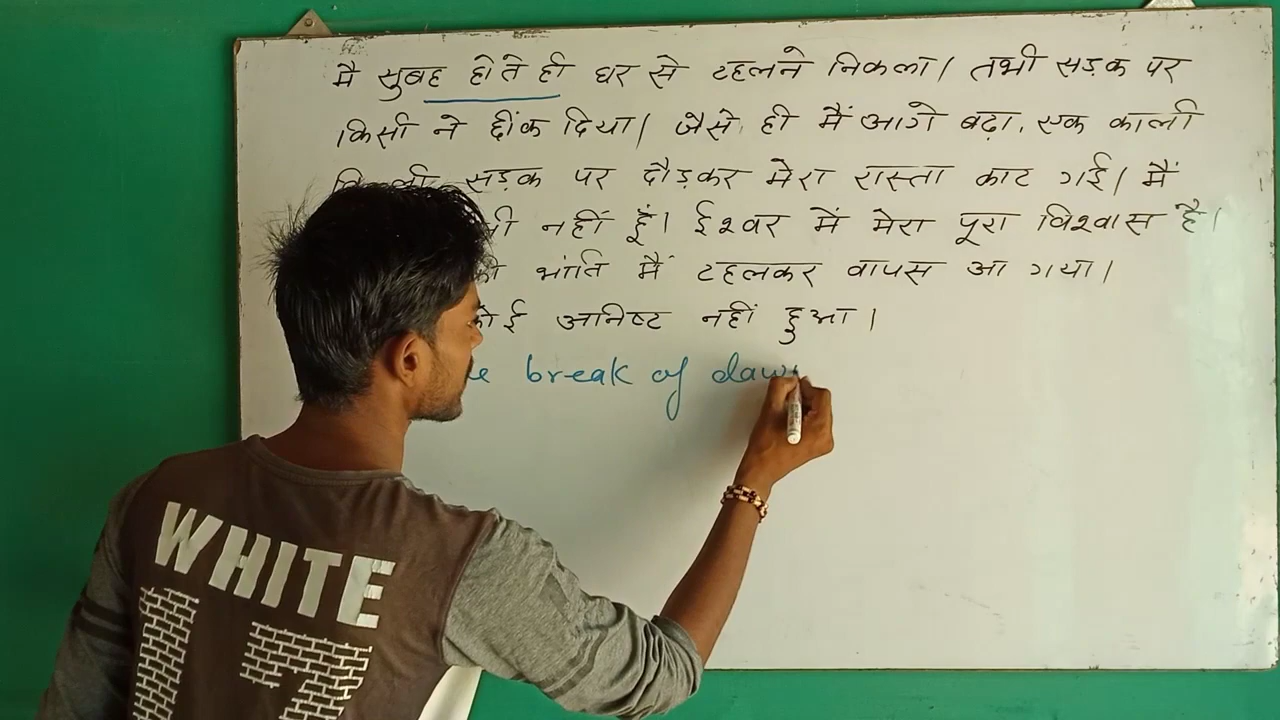 मै सुबह होते ही घर से टहलने निकला। तभी सड़क पर
किसी ने छींक दिया। जैसे ही मैं आगे बढ़ा, एक काली
सड़क पर दौड़कर मेरा रास्ता काट गई। मैं
नहीं हूं। ईश्वर में मेरा पूरा विश्वास है।
भांति मैं टहलकर वापस आ गया।
कोई अनिष्ट नहीं हुआ।
break of dawn
WHITE
17